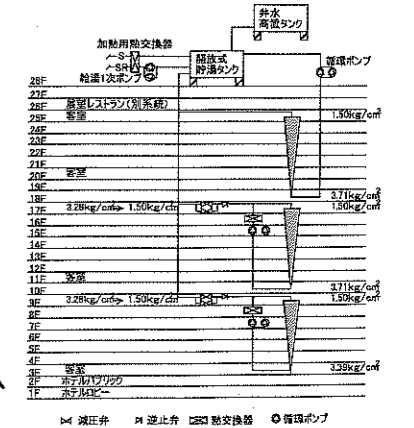 井水
高置タンク
加熱用熱交換器
S
SR
開放式
貯湯タンク
循環ポンプ
給湯1次ポンプ
28F
27F
26F 展望レストラン(別系統)
25F 客室 1.50kg/cm²
24F
23F
22F
21F
20F 客室
19F
18F 3.71kg/cm²
17F 3.28kg/cm² 1.50kg/cm² 1.50kg/cm²
16F
15F
14F
13F
12F
11F 客室
10F 3.71kg/cm²
9F 3.28kg/cm² 1.50kg/cm² 1.50kg/cm²
8F
7F
6F
5F
4F
3F 客室 3.39kg/cm²
2F ホテルパブリック
1F ホテルロビー
減圧弁 逆止弁 熱交換器 循環ポンプ